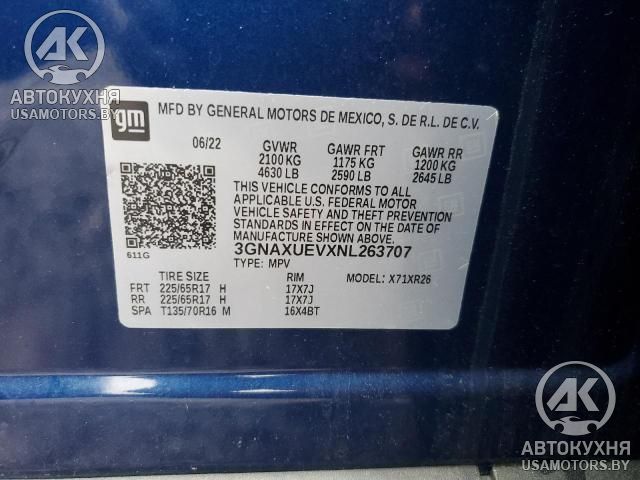 АВТОКУХНЯ
USAMOTORS.BY
gm
MFD BY GENERAL MOTORS DE MEXICO, S. DE R.L. DE C.V.
06/22 GVWR GAWR FRT GAWR RR
2100 KG 1175 KG 1200 KG
4630 LB 2590 LB 2645 LB
THIS VEHICLE CONFORMS TO ALL
APPLICABLE U.S. FEDERAL MOTOR
VEHICLE SAFETY AND THEFT PREVENTION
STANDARDS IN EFFECT ON THE DATE OF
MANUFACTURE SHOWN ABOVE.
3GNAXUEVXNL263707
611G
TYPE: MPV MODEL: X71XR26
TIRE SIZE RIM
FRT 225/65R17 H 17X7J
RR 225/65R17 H 17X7J
SPA T135/70R16 M 16X4BT
АК
АВТОКУХНЯ
USAMOTORS.BY